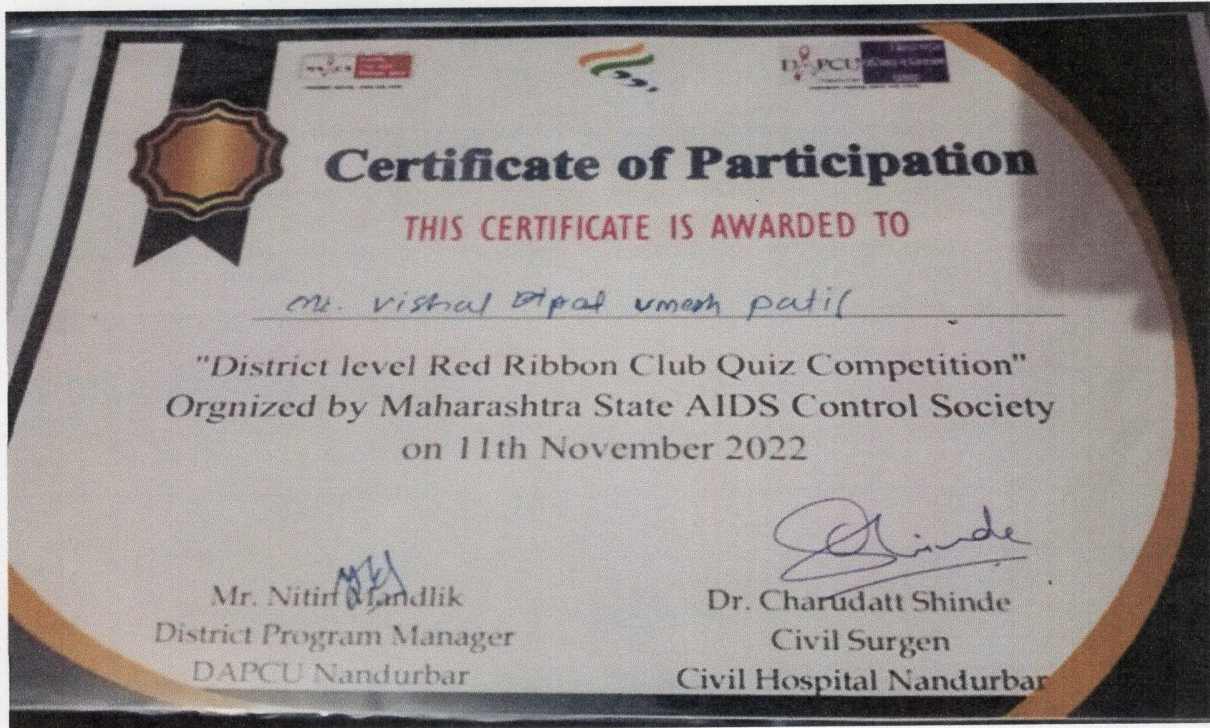 DAPCU
Certificate of Participation
THIS CERTIFICATE IS AWARDED TO
Mr. vishal umesh patil
"District level Red Ribbon Club Quiz Competition"
Orgnized by Maharashtra State AIDS Control Society
on 11th November 2022
Shinde
Mr. Nitin Mandlik
District Program Manager
DAPCU Nandurbar
Dr. Charudatt Shinde
Civil Surgen
Civil Hospital Nandurbar